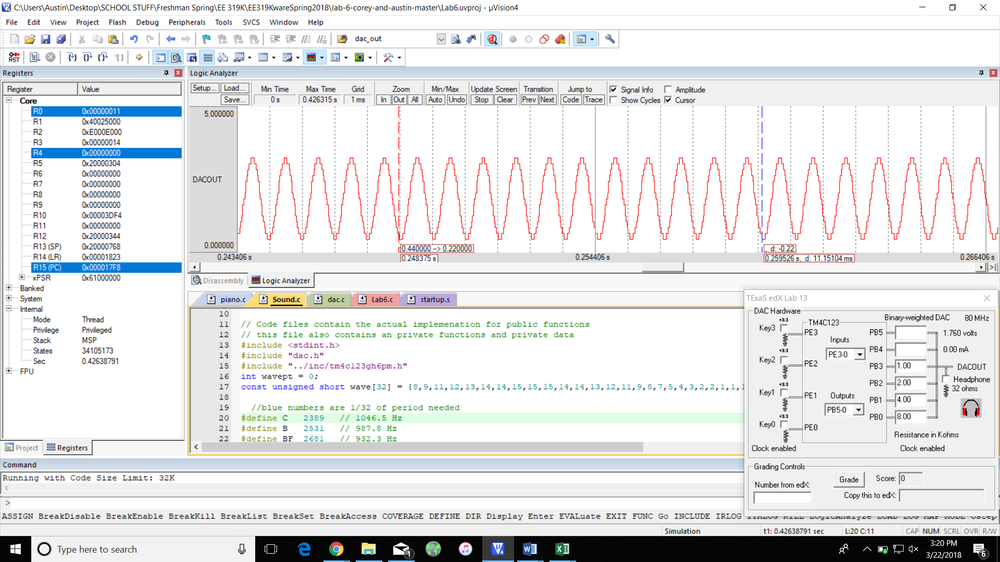 C:\Users\Austin\Desktop\SCHOOL STUFF\Freshman Spring\EE 319K\EE319KwareSpring2018\lab-6-corey-and-austin-master\Lab6.uvproj - µVision4
File Edit View Project Flash Debug Peripherals Tools SVCS Window Help
dac_out
Registers
Logic Analyzer
Register Value
Core
R0 0x00000011
R1 0x40025000
R2 0xE000E000
R3 0x00000014
R4 0x00000000
R5 0x20000304
R6 0x00000000
R7 0x00000000
R8 0x00000000
R9 0x00000000
R10 0x00003DF4
R11 0x00000000
R12 0x20000344
R13 (SP) 0x20000768
R14 (LR) 0x00001823
R15 (PC) 0x000017F8
xPSR 0x61000000
Banked
System
Internal
Mode Thread
Privilege Privileged
Stack MSP
States 34105173
Sec 0.42638791
FPU
Project Registers
Setup... Load... Min Time Max Time Grid Zoom Min/Max Update Screen Transition Jump to Signal Info Amplitude
Save... 0 s 0.426315 s 1 ms In Out All Auto Undo Stop Clear Prev Next Code Trace Show Cycles Cursor
5.000000
DACOUT
0.000000
0.440000 --> 0.220000 , d: -0.22
0.243406 s 0.248375 s 0.254406 s 0.259526 s, d: 11.15104 ms 0.266406 s
Disassembly Logic Analyzer
piano.c Sound.c dac.c Lab6.c startup.s
10
11 // Code files contain the actual implemenation for public functions
12 // this file also contains an private functions and private data
13 #include <stdint.h>
14 #include "dac.h"
15 #include "../inc/tm4c123gh6pm.h"
16 int wavept = 0;
17 const unsigned short wave[32] = {8,9,11,12,13,14,14,15,15,15,14,14,13,12,11,9,8,7,5,4,3,2,2,1,1,1
18
19 //blue numbers are 1/32 of period needed
20 #define C 2389 // 1046.5 Hz
21 #define B 2531 // 987.8 Hz
22 #define BF 2681 // 932.3 Hz
TExaS edX Lab 13
DAC Hardware
+3.3 TM4C123 Binary-weighted DAC 80 MHz
Key3 PE3 PB5 1.760 volts
Inputs
+3.3 PE3-0 PB4 0.00 mA
Key2 PE2 PB3 1.00 DACOUT
PB2 2.00 Headphone
+3.3 32 ohms
Key1 PE1 Outputs PB1 4.00
+3.3 PB5-0 PB0 8.00
Key0 PE0
Resistance in Kohms
Clock enabled Clock enabled
Grading Controls
Number from edX: Grade Score: 0
Copy this to edX:
Command
Running with Code Size Limit: 32K
>
ASSIGN BreakDisable BreakEnable BreakKill BreakList BreakSet BreakAccess COVERAGE DEFINE DIR Display Enter EVALuate EXIT FUNC Go INCLUDE IRLOG ITMLOG KILL LogicAnalyze LOAD LOG MAP MODE Ostep
Simulation t1: 0.42638791 sec L:20 C:11 CAP NUM SCRL OVR R/W
Type here to search
1
3:20 PM
3/22/2018
6